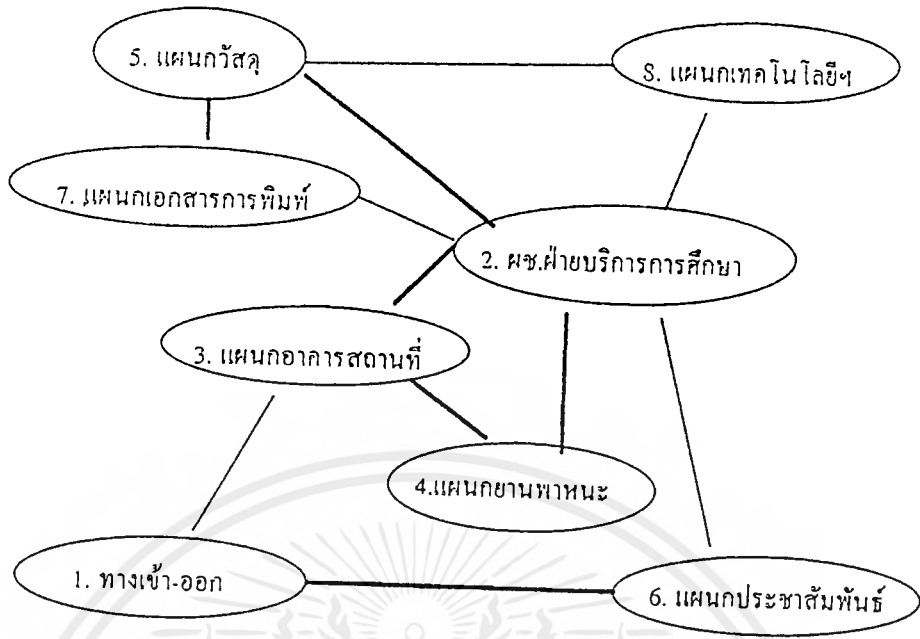 5. แผนกวัสดุ
8. แผนกเทคโนโลยีฯ
7. แผนกเอกสารการพิมพ์
2. ผช.ฝ่ายบริการการศึกษา
3. แผนกอาคารสถานที่
4.แผนกยานพาหนะ
1. ทางเข้า-ออก
6. แผนกประชาสัมพันธ์